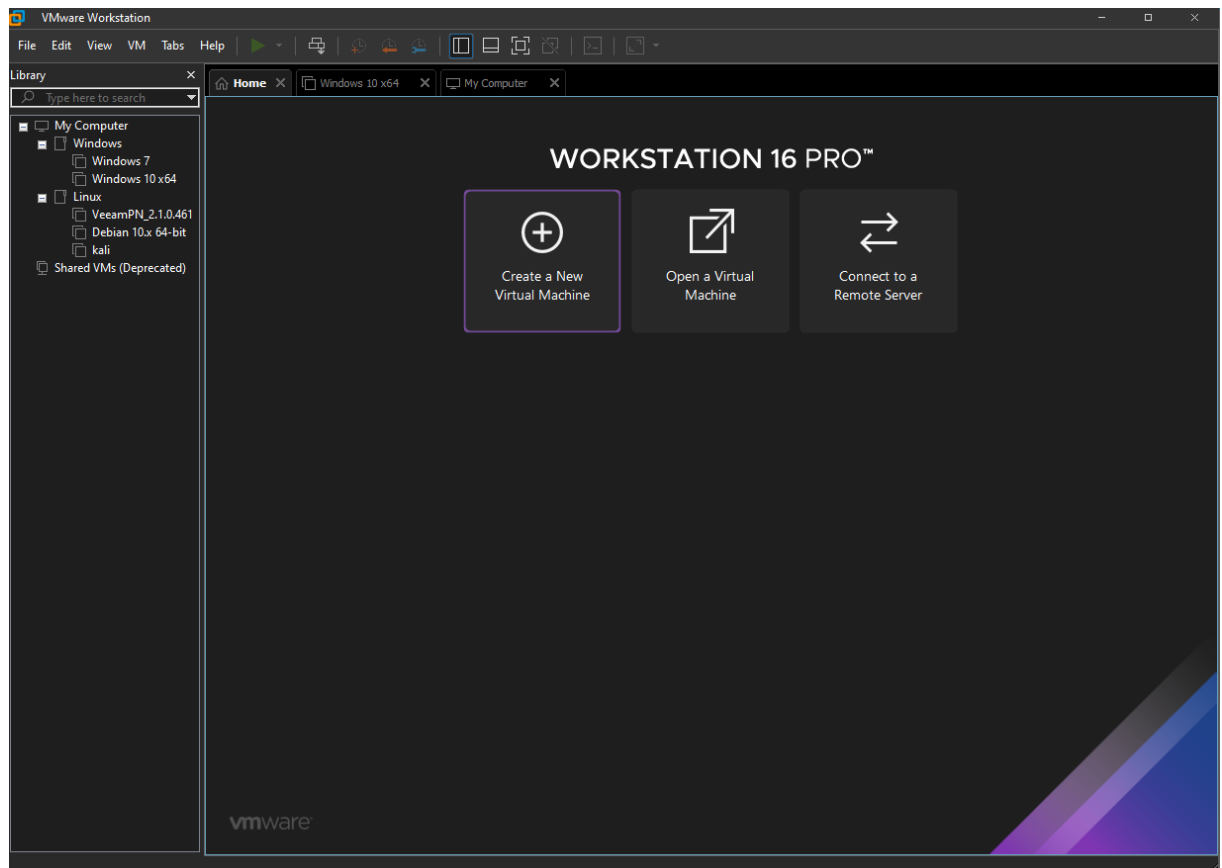 VMware Workstation
File Edit View VM Tabs Help
Library
Type here to search
My Computer
Windows
Windows 7
Windows 10 x64
Linux
VeeamPN_2.1.0.461
Debian 10.x 64-bit
kali
Shared VMs (Deprecated)
Home Windows 10 x64 My Computer
WORKSTATION 16 PRO™
Create a New
Virtual Machine
Open a Virtual
Machine
Connect to a
Remote Server
vmware